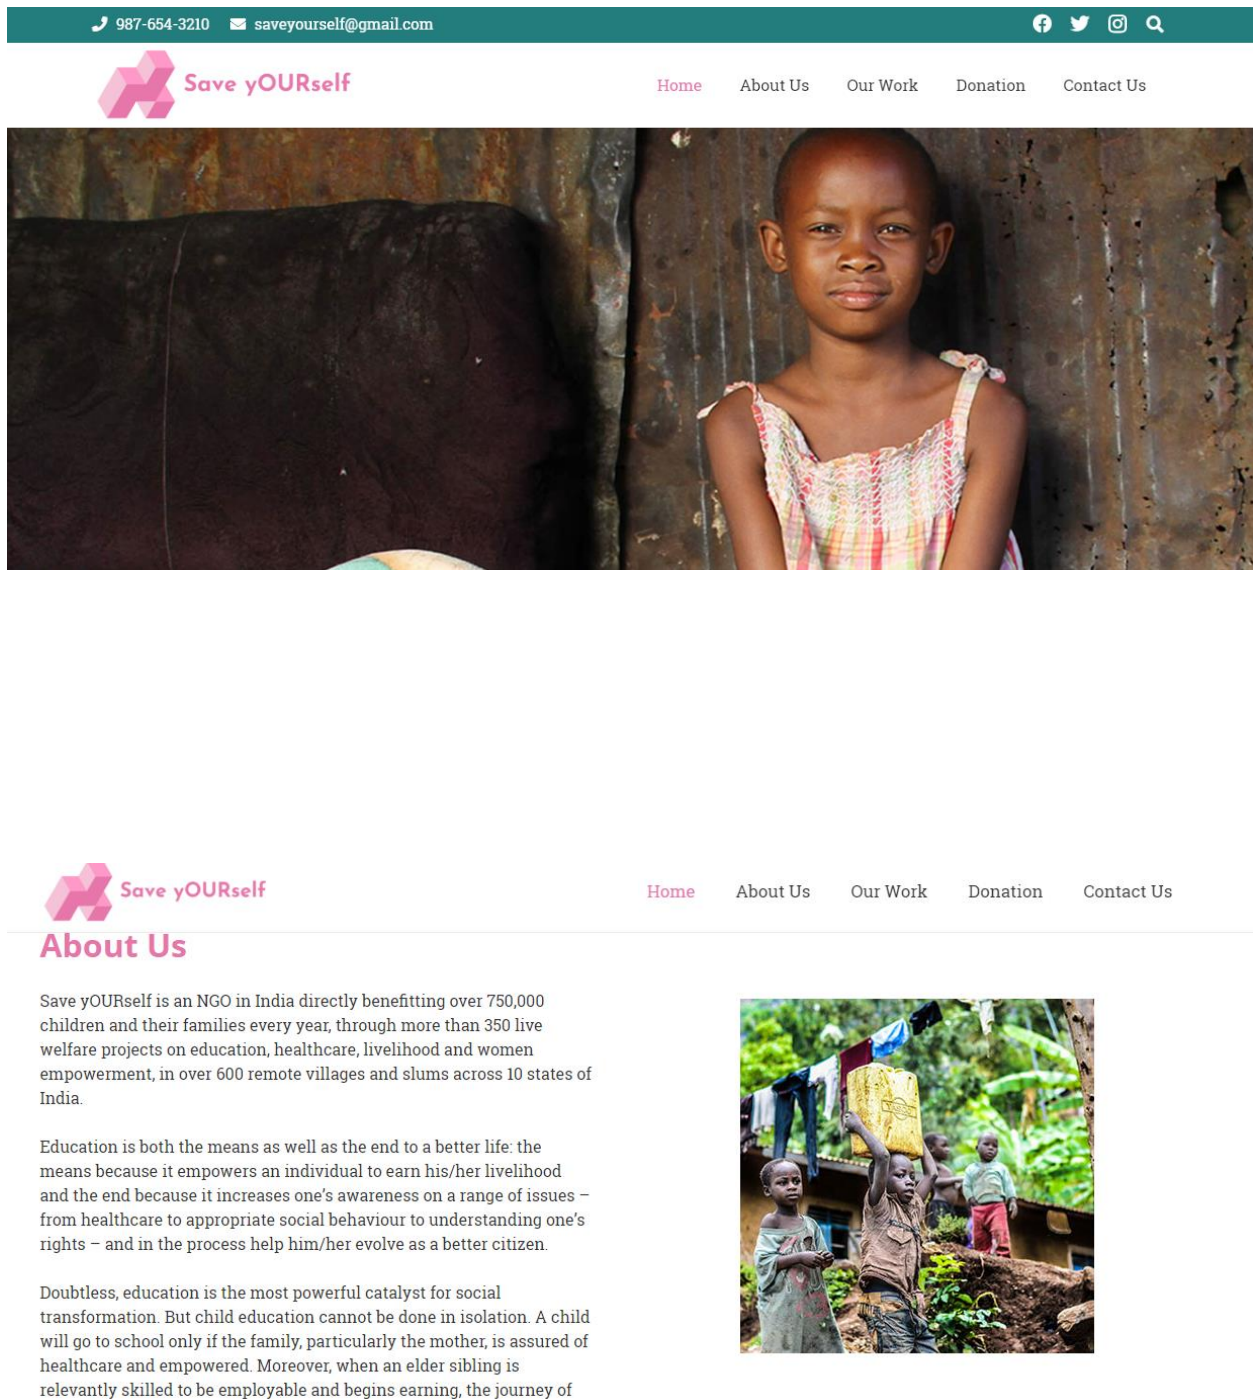 987-654-3210 saveyourself@gmail.com
Save yOURself
Home About Us Our Work Donation Contact Us
Save yOURself
Home About Us Our Work Donation Contact Us
About Us
Save yOURself is an NGO in India directly benefitting over 750,000
children and their families every year, through more than 350 live
welfare projects on education, healthcare, livelihood and women
empowerment, in over 600 remote villages and slums across 10 states of
India.
Education is both the means as well as the end to a better life: the
means because it empowers an individual to earn his/her livelihood
and the end because it increases one’s awareness on a range of issues –
from healthcare to appropriate social behaviour to understanding one’s
rights – and in the process help him/her evolve as a better citizen.
Doubtless, education is the most powerful catalyst for social
transformation. But child education cannot be done in isolation. A child
will go to school only if the family, particularly the mother, is assured of
healthcare and empowered. Moreover, when an elder sibling is
relevantly skilled to be employable and begins earning, the journey of